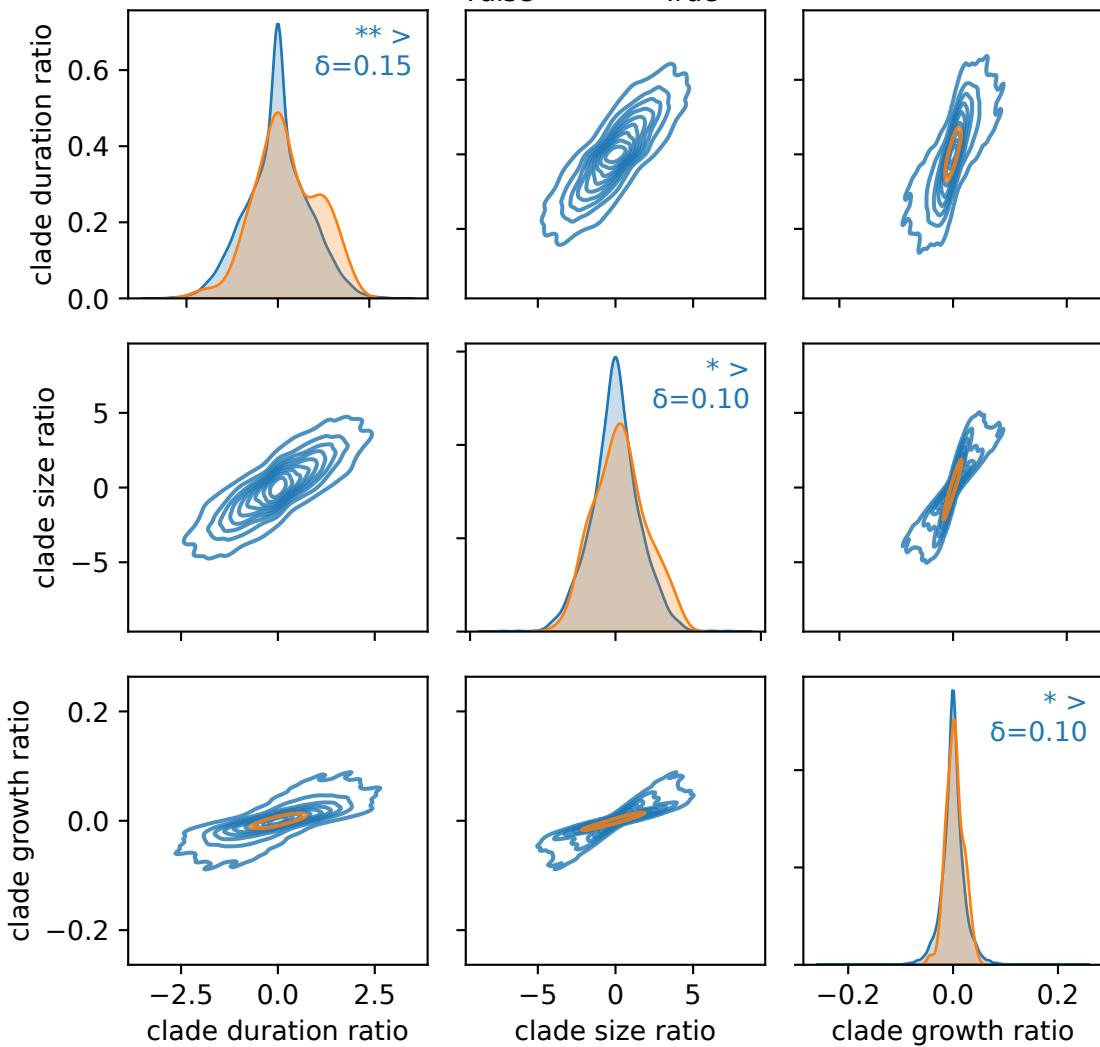 clade duration ratio
0.6
0.4
0.2
0.0
** >
δ=0.15
clade size ratio
5
0
−5
* >
δ=0.10
clade growth ratio
0.2
0.0
−0.2
* >
δ=0.10
−2.5 0.0 2.5
−5 0 5
−0.2 0.0 0.2
clade duration ratio
clade size ratio
clade growth ratio